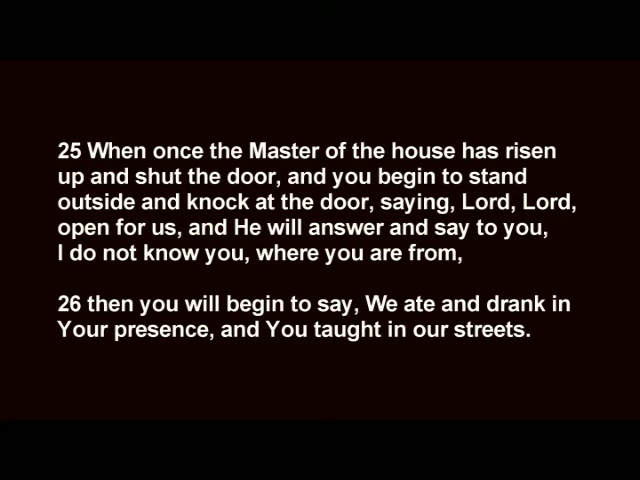 25 When once the Master of the house has risen
up and shut the door, and you begin to stand
outside and knock at the door, saying, Lord, Lord,
open for us, and He will answer and say to you,
I do not know you, where you are from,
26 then you will begin to say, We ate and drank in
Your presence, and You taught in our streets.